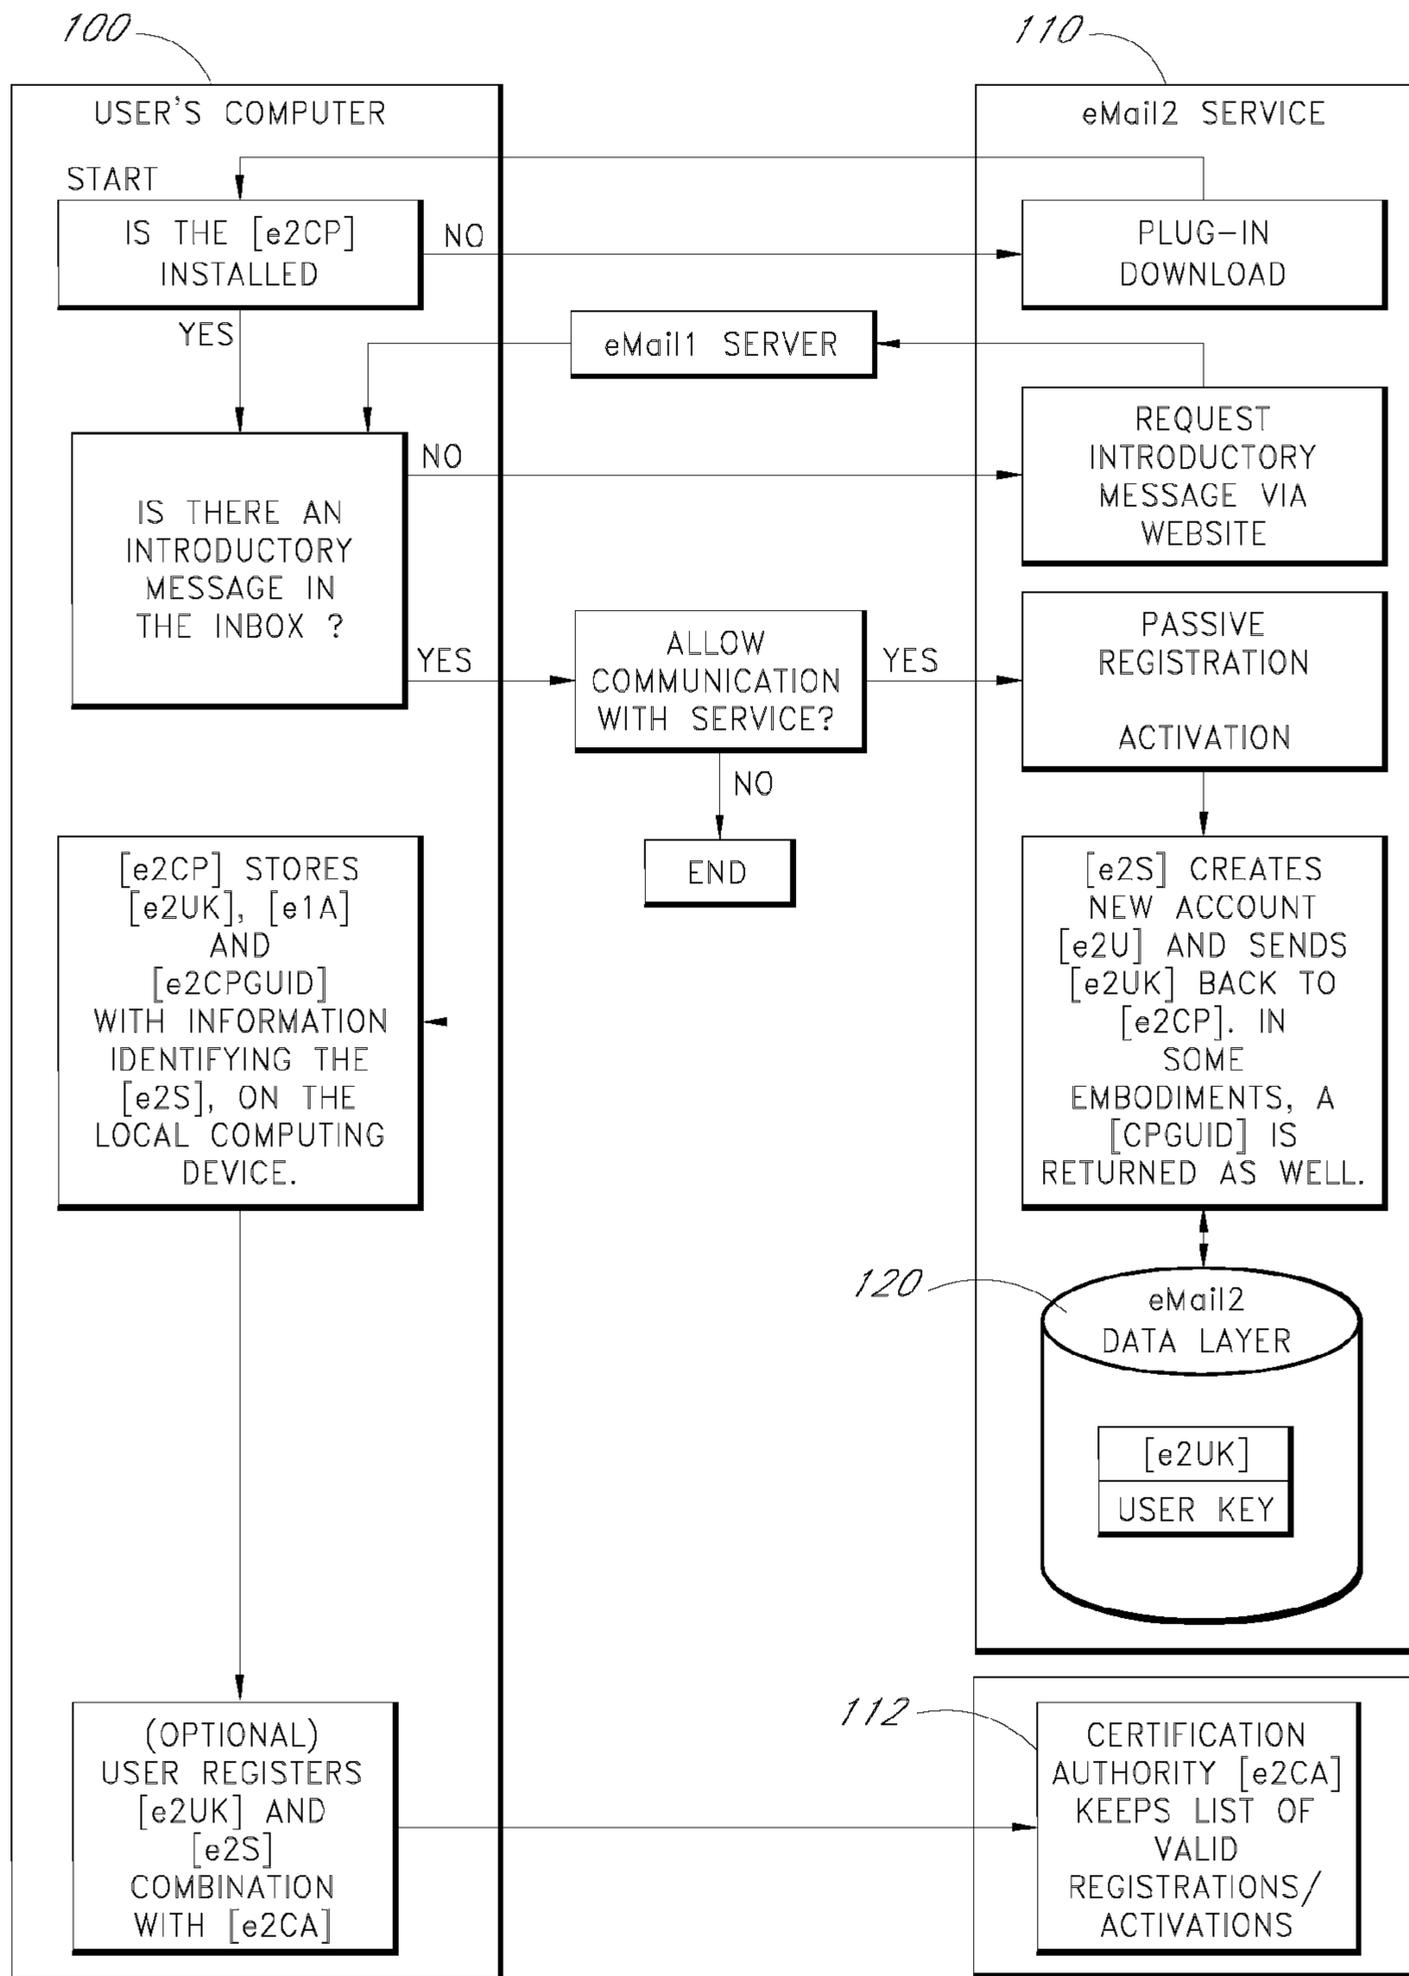 100
110
USER'S COMPUTER
eMail2 SERVICE
START
IS THE [e2CP]
INSTALLED
NO
PLUG-IN
DOWNLOAD
YES
eMail1 SERVER
IS THERE AN
INTRODUCTORY
MESSAGE IN
THE INBOX ?
NO
REQUEST
INTRODUCTORY
MESSAGE VIA
WEBSITE
YES
ALLOW
COMMUNICATION
WITH SERVICE?
YES
PASSIVE
REGISTRATION
ACTIVATION
NO
END
[e2CP] STORES
[e2UK], [e1A]
AND
[e2CPGUID]
WITH INFORMATION
IDENTIFYING THE
[e2S], ON THE
LOCAL COMPUTING
DEVICE.
[e2S] CREATES
NEW ACCOUNT
[e2U] AND SENDS
[e2UK] BACK TO
[e2CP]. IN
SOME
EMBODIMENTS, A
[CPGUID] IS
RETURNED AS WELL.
120
eMail2
DATA LAYER
[e2UK]
USER KEY
(OPTIONAL)
USER REGISTERS
[e2UK] AND
[e2S]
COMBINATION
WITH [e2CA]
112
CERTIFICATION
AUTHORITY [e2CA]
KEEPS LIST OF
VALID
REGISTRATIONS/
ACTIVATIONS